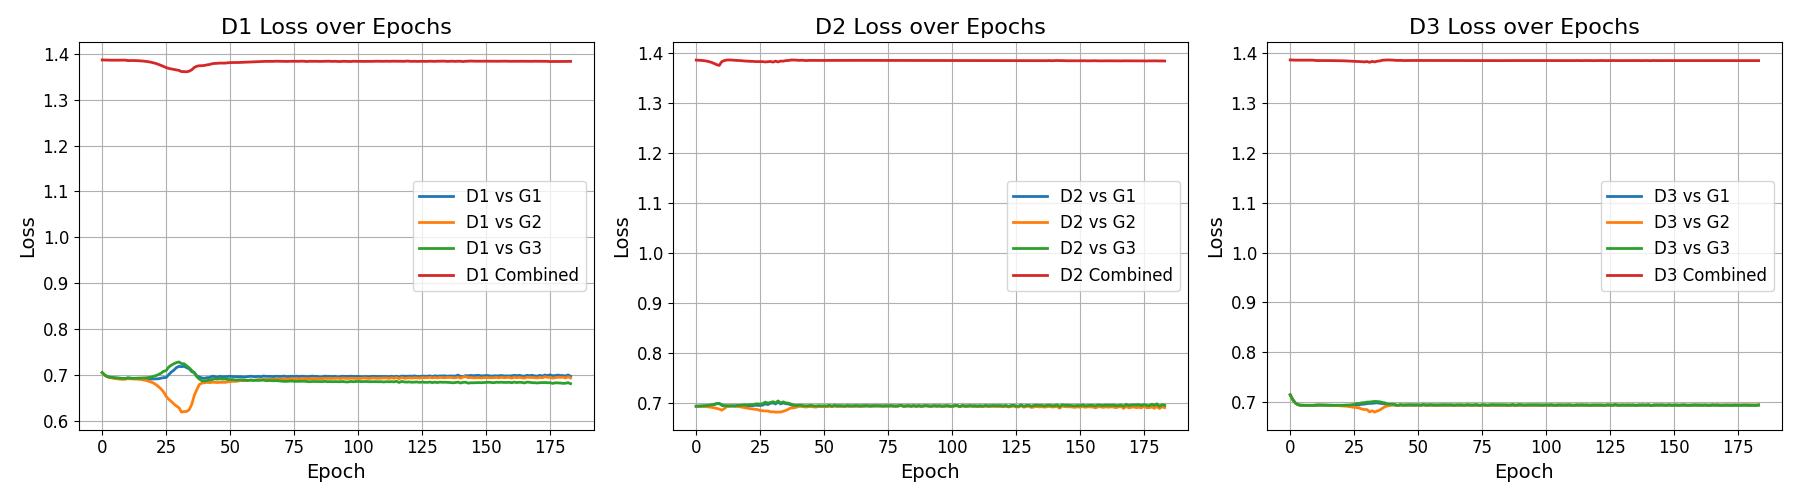 D1 Loss over Epochs
1.4
1.3
1.2
1.1
1.0
0.9
0.8
0.7
0.6
Loss
D1 vs G1
D1 vs G2
D1 vs G3
D1 Combined
0 25 50 75 100 125 150 175
Epoch
D2 Loss over Epochs
1.4
1.3
1.2
1.1
1.0
0.9
0.8
0.7
Loss
D2 vs G1
D2 vs G2
D2 vs G3
D2 Combined
0 25 50 75 100 125 150 175
Epoch
D3 Loss over Epochs
1.4
1.3
1.2
1.1
1.0
0.9
0.8
0.7
Loss
D3 vs G1
D3 vs G2
D3 vs G3
D3 Combined
0 25 50 75 100 125 150 175
Epoch